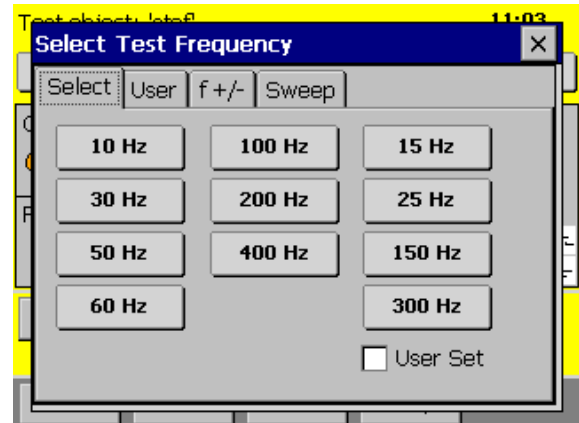 11:03
Select Test Frequency
Select User f +/- Sweep
10 Hz 100 Hz 15 Hz
30 Hz 200 Hz 25 Hz
50 Hz 400 Hz 150 Hz
60 Hz 300 Hz
User Set